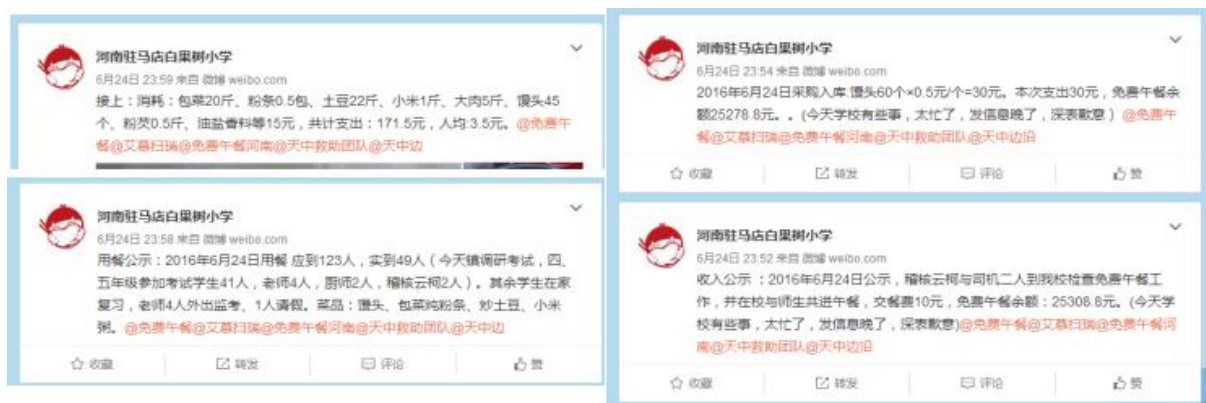 河南驻马店白果树小学
6月24日 23:59 来自 微博 weibo.com
接上：消耗：包菜20斤、粉条0.5包、土豆22斤、小米1斤、大肉5斤、馒头45
个、粉芡0.5斤、油盐香料等15元，共计支出：171.5元，人均:3.5元。@免费午
餐@艾慕扫瑞@免费午餐河南@天中救助团队@天中边
河南驻马店白果树小学
6月24日 23:58 来自 微博 weibo.com
用餐公示：2016年6月24日用餐 应到123人，实到49人（今天镇调研考试，四、
五年级参加考试学生41人，老师4人，厨师2人，稽核云柯2人）。其余学生在家
复习，老师4人外出监考、1人请假。菜品：馒头、包菜炖粉条、炒土豆、小米
粥。@免费午餐@艾慕扫瑞@免费午餐河南@天中救助团队@天中边
收藏 转发 评论 赞
河南驻马店白果树小学
6月24日 23:54 来自 微博 weibo.com
2016年6月24日采购入库:馒头60个×0.5元/个=30元。本次支出30元，免费午餐余
额25278.8元。。(今天学校有些事，太忙了，发信息晚了，深表歉意）@免费午
餐@艾慕扫瑞@免费午餐河南@天中救助团队@天中边沿
收藏 转发 评论 赞
河南驻马店白果树小学
6月24日 23:52 来自 微博 weibo.com
收入公示 ：2016年6月24日公示，稽核云柯与司机二人到我校检查免费午餐工
作，并在校与师生共进午餐，交餐费10元，免费午餐余额：25308.8元。(今天学
校有些事，太忙了，发信息晚了，深表歉意)@免费午餐@艾慕扫瑞@免费午餐河
南@天中救助团队@天中边沿
收藏 转发 评论 赞